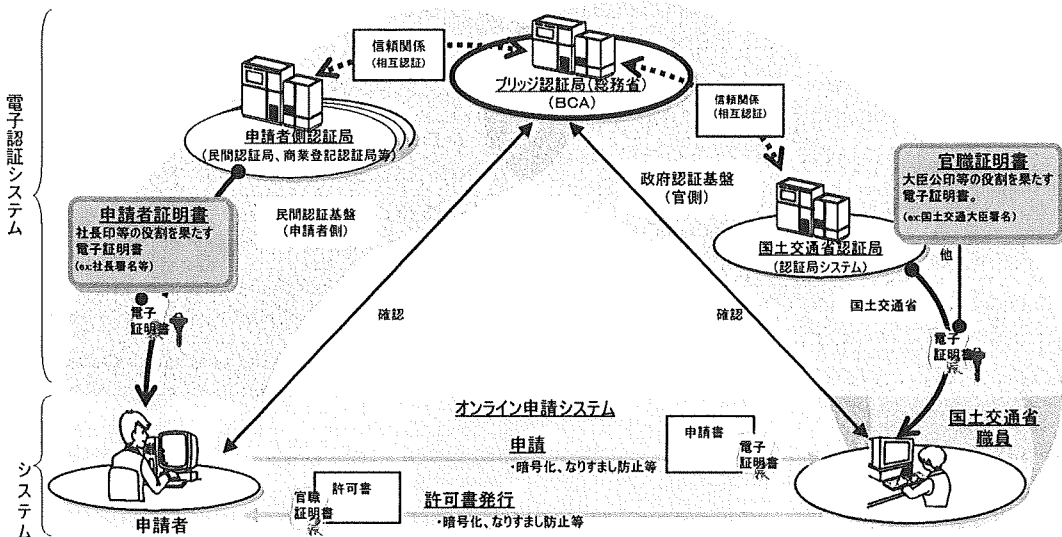 電子認証システム
信頼関係
(相互認証)
ブリッジ認証局(総務省)
(BCA)
信頼関係
(相互認証)
申請者側認証局
(民間認証局、商業登記認証局等)
官職証明書
大臣公印等の役割を果たす
電子証明書。
(ex:国土交通大臣署名)
政府認証基盤
(官側)
申請者証明書
社長印等の役割を果たす
電子証明書
(ex:社長署名等)
民間認証基盤
(申請者側)
国土交通省認証局
(認証局システム)
他
電子
証明書
確認
確認
国土交通省
電子
証明書
オンライン申請システム
申請
・暗号化、なりすまし防止等
申請書
電子
証明書
国土交通省
職員
システム
官職
証明書
許可書
許可書発行
・暗号化、なりすまし防止等
申請者